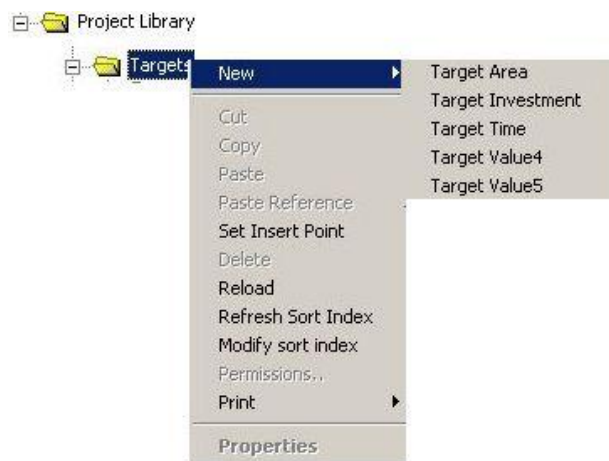 Project Library
Targets
New
Target Area
Target Investment
Target Time
Target Value4
Target Value5
Cut
Copy
Paste
Paste Reference
Set Insert Point
Delete
Reload
Refresh Sort Index
Modify sort index
Permissions..
Print
Properties